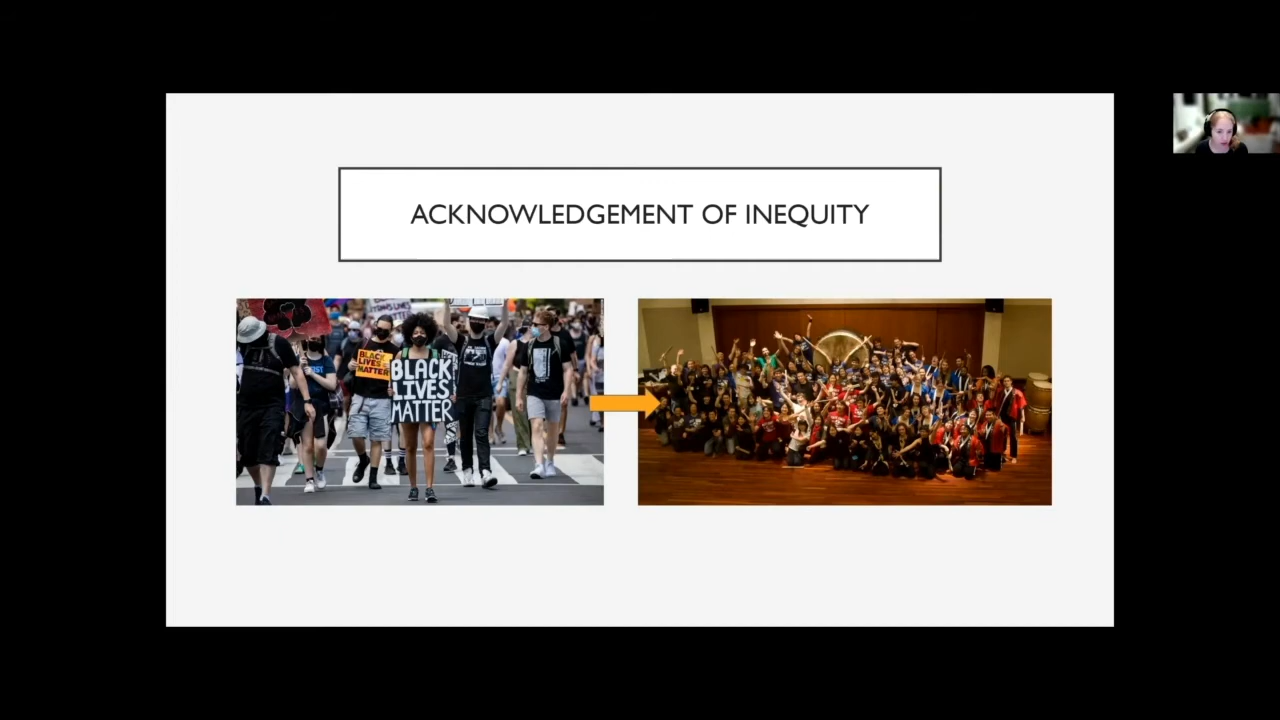 ACKNOWLEDGEMENT OF INEQUITY
BLACK
LIVES
MATTER
BLACK
LIVES
MATTER